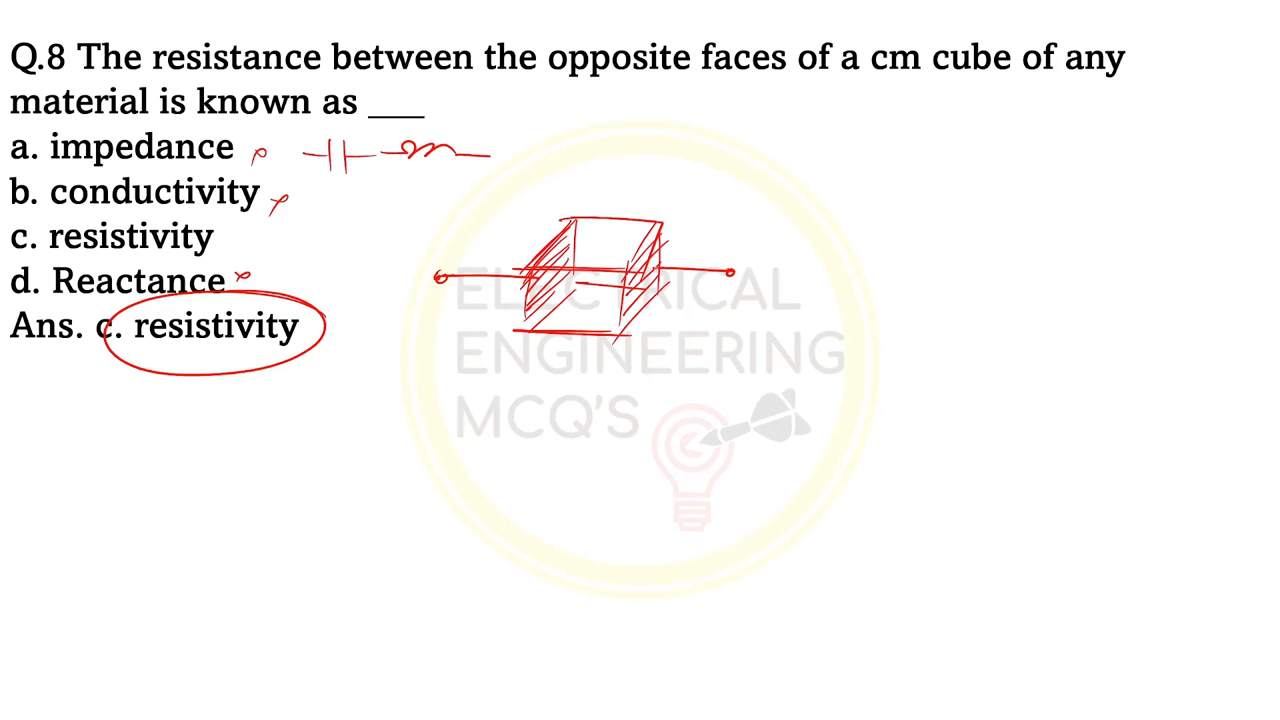 Q.8 The resistance between the opposite faces of a cm cube of any
material is known as ___
a. impedance
b. conductivity
c. resistivity
d. Reactance
Ans. c. resistivity
ELECTRICAL
ENGINEERING
MCQ'S